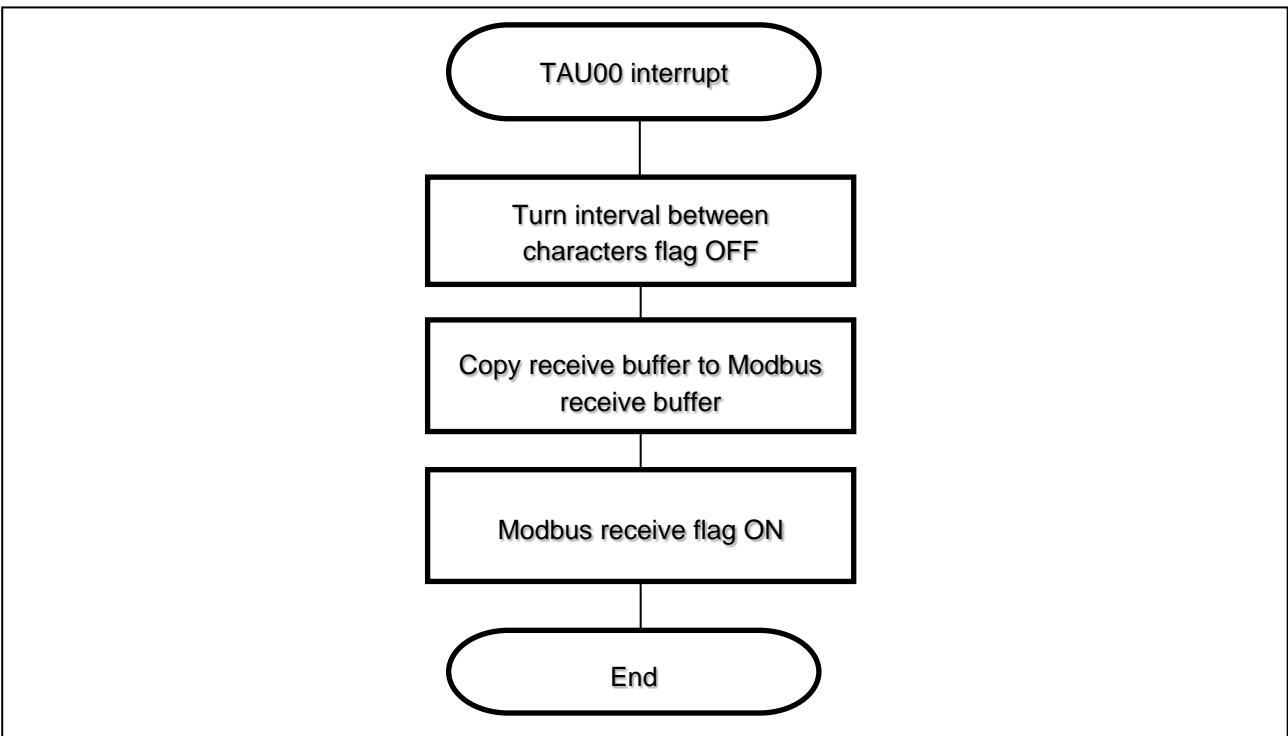 TAU00 interrupt
Turn interval between
characters flag OFF
Copy receive buffer to Modbus
receive buffer
Modbus receive flag ON
End